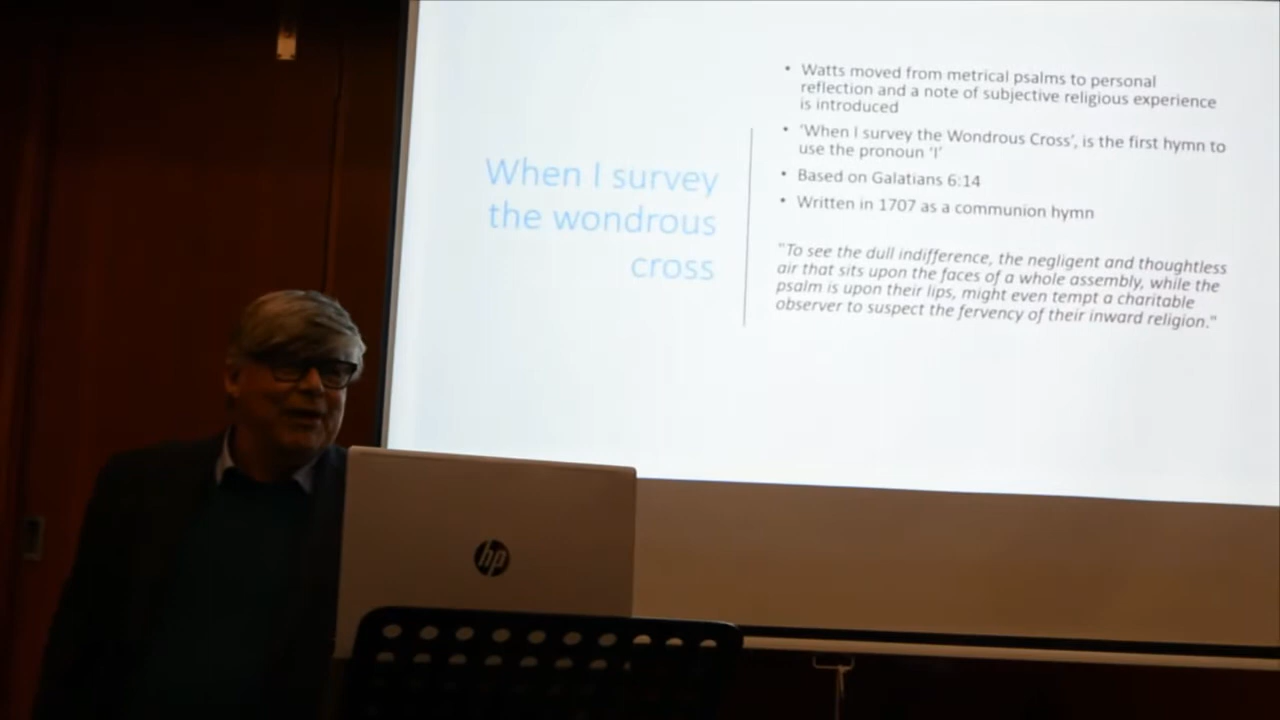 When I survey
the wondrous
cross
• Watts moved from metrical psalms to personal
reflection and a note of subjective religious experience
is introduced
• 'When I survey the Wondrous Cross', is the first hymn to
use the pronoun 'I'
• Based on Galatians 6:14
• Written in 1707 as a communion hymn
"To see the dull indifference, the negligent and thoughtless
air that sits upon the faces of a whole assembly, while the
psalm is upon their lips, might even tempt a charitable
observer to suspect the fervency of their inward religion."
hp